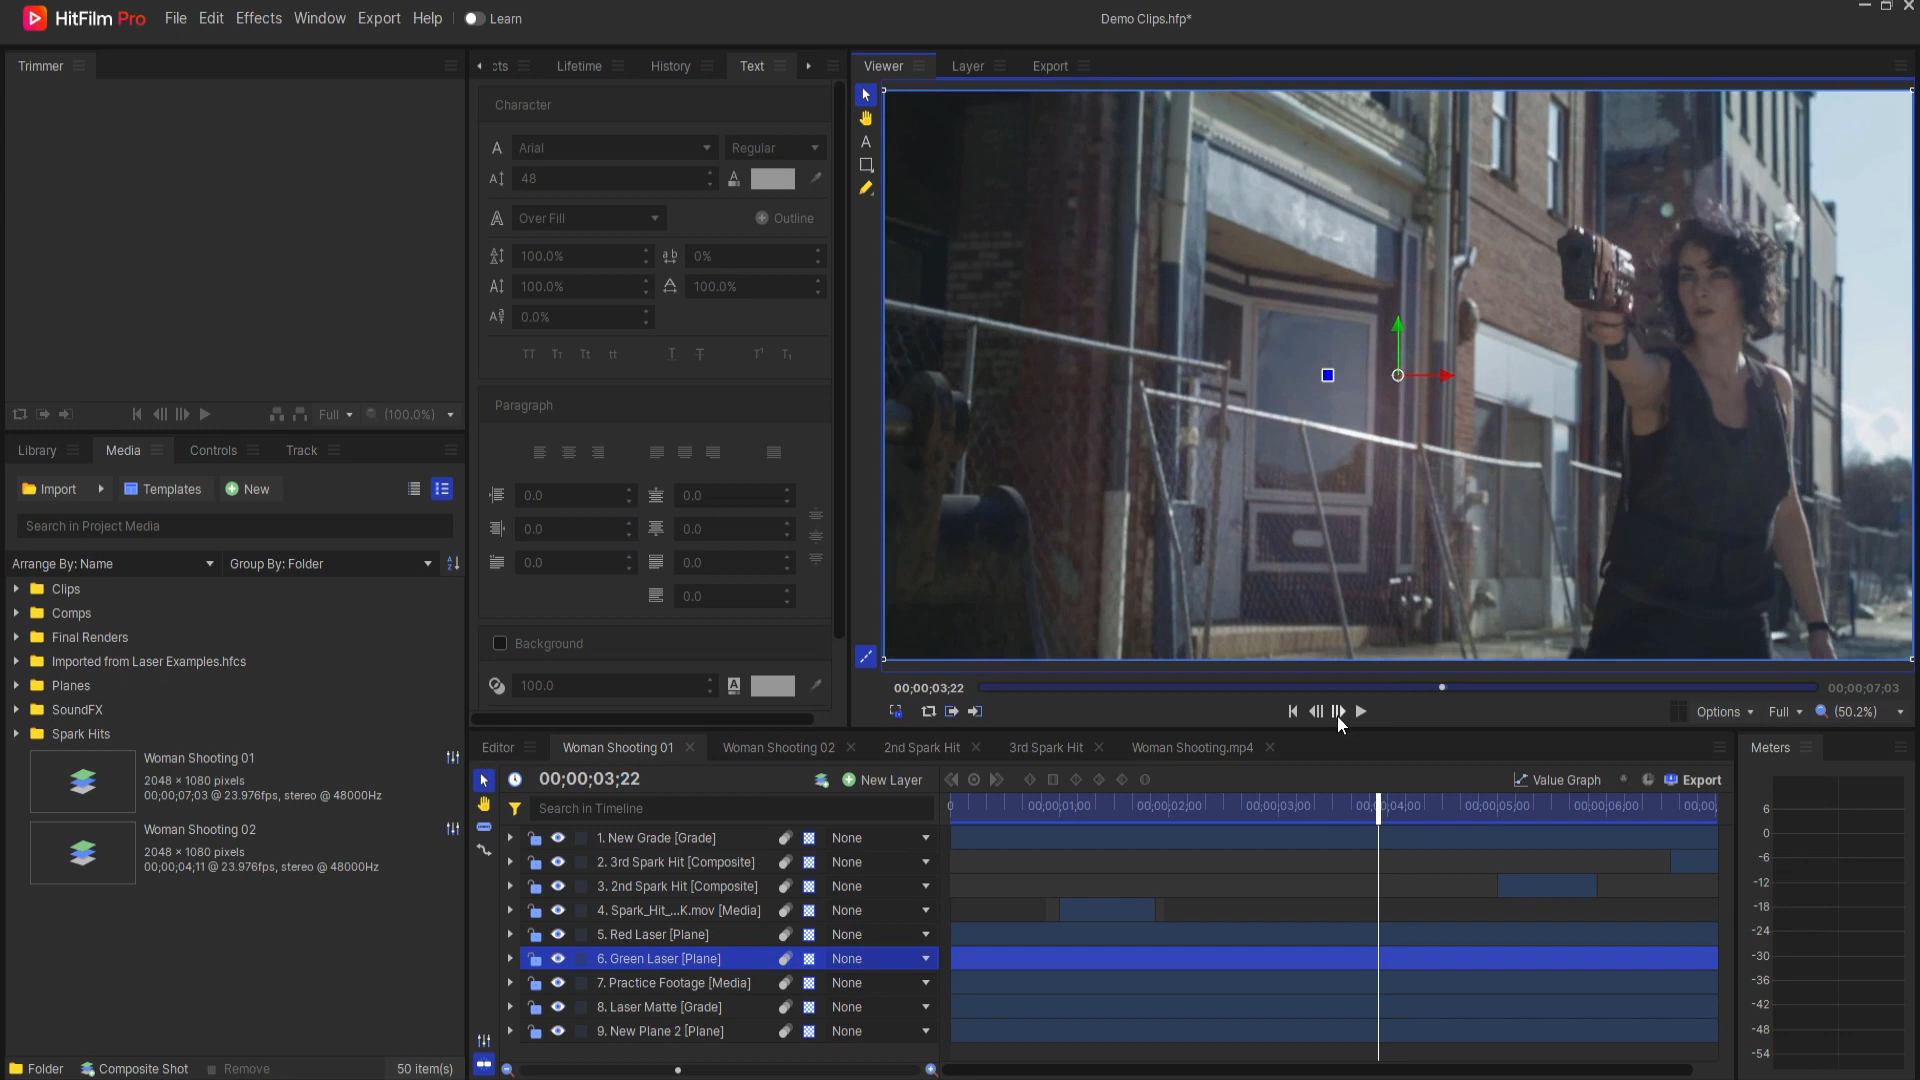 HitFilm Pro File Edit Effects Window Export Help Learn Demo Clips.hfp*
Trimmer
cts Lifetime History Text
Viewer Layer Export
Character
Arial Regular
48
Over Fill Outline
100.0% 0%
100.0% 100.0%
0.0%
Paragraph
0.0 0.0
0.0 0.0
0.0 0.0
0.0
Background
100.0
Full (100.0%)
Library Media Controls Track
Import Templates New
Search in Project Media
Arrange By: Name Group By: Folder
Clips
Comps
Final Renders
Imported from Laser Examples.hfcs
Planes
SoundFX
Spark Hits
Woman Shooting 01
2048 × 1080 pixels
00;00;07;03 @ 23.976fps, stereo @ 48000Hz
Woman Shooting 02
2048 × 1080 pixels
00;00;04;11 @ 23.976fps, stereo @ 48000Hz
Folder Composite Shot Remove 50 item(s)
00;00;03;22 00;00;07;03
Options Full (50.2%)
Editor Woman Shooting 01 Woman Shooting 02 2nd Spark Hit 3rd Spark Hit Woman Shooting.mp4
00;00;03;22 New Layer Value Graph Export
Search in Timeline
0 00;00;01;00 00;00;02;00 00;00;03;00 00;00;04;00 00;00;05;00 00;00;06;00 00;00;
1. New Grade [Grade] None
2. 3rd Spark Hit [Composite] None
3. 2nd Spark Hit [Composite] None
4. Spark_Hit_...K.mov [Media] None
5. Red Laser [Plane] None
6. Green Laser [Plane] None
7. Practice Footage [Media] None
8. Laser Matte [Grade] None
9. New Plane 2 [Plane] None
Meters
6
0
-6
-12
-18
-24
-30
-36
-42
-48
-54